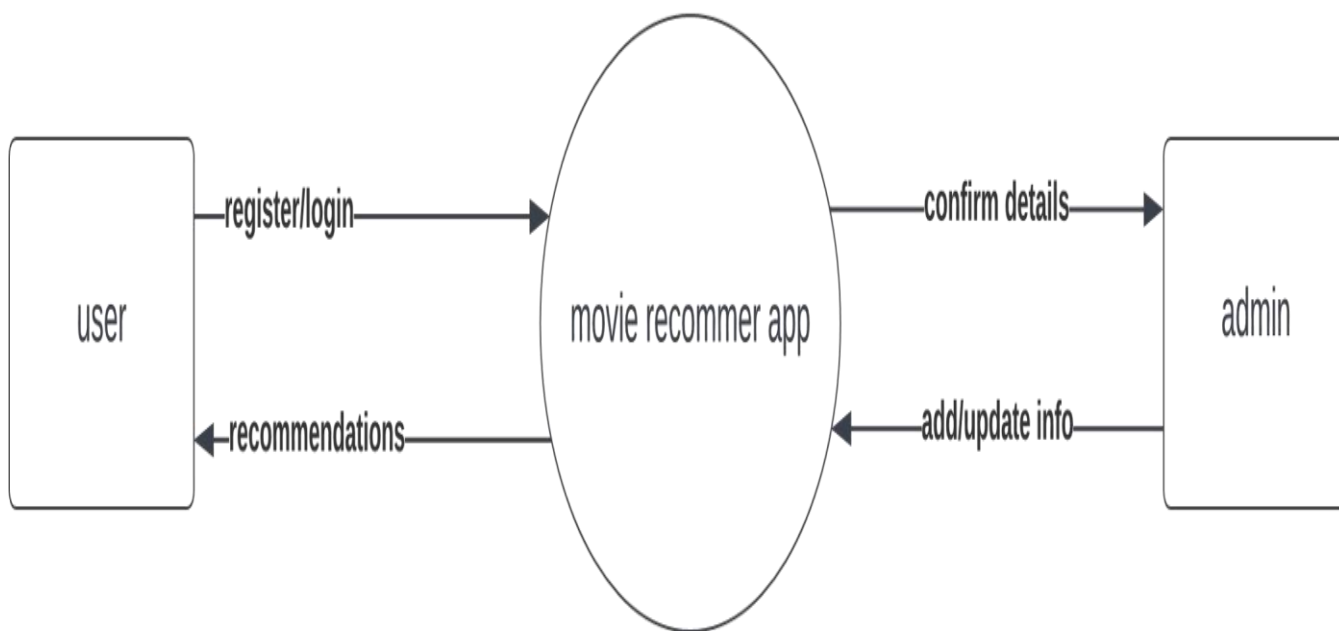 register/login
confirm details
user
movie recommer app
admin
recommendations
add/update info